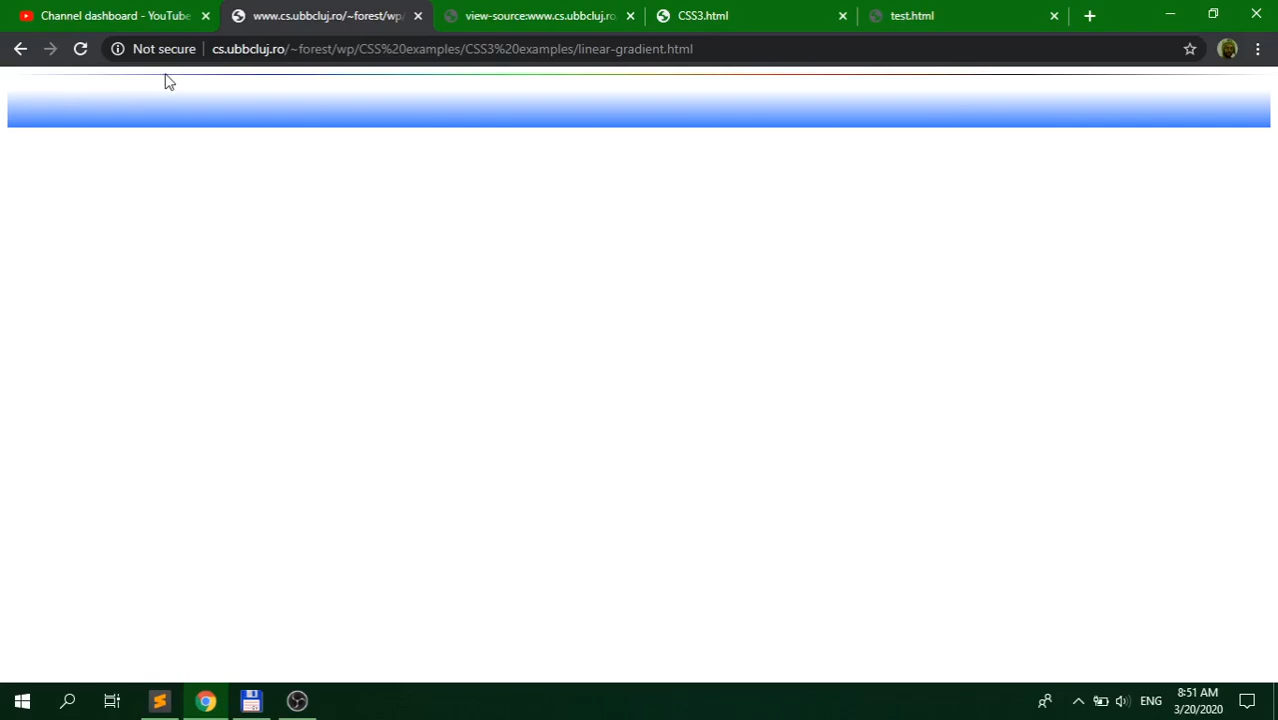 Channel dashboard - YouTube
www.cs.ubbcluj.ro/~forest/wp/
view-source:www.cs.ubbcluj.ro.
CSS3.html
test.html
Not secure
cs.ubbcluj.ro/~forest/wp/CSS%20examples/CSS3%20examples/linear-gradient.html
ENG
8:51 AM
3/20/2020